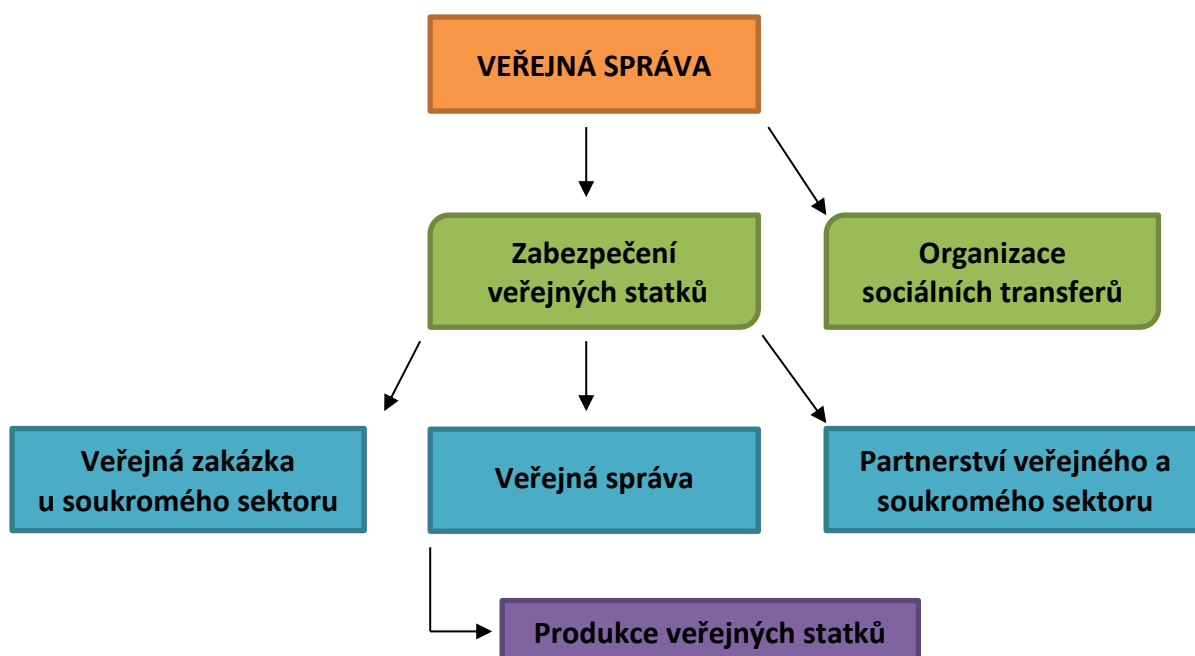 VEŘEJNÁ SPRÁVA
Zabezpečení
veřejných statků
Organizace
sociálních transferů
Veřejná zakázka
u soukromého sektoru
Veřejná správa
Partnerství veřejného a
soukromého sektoru
Produkce veřejných statků